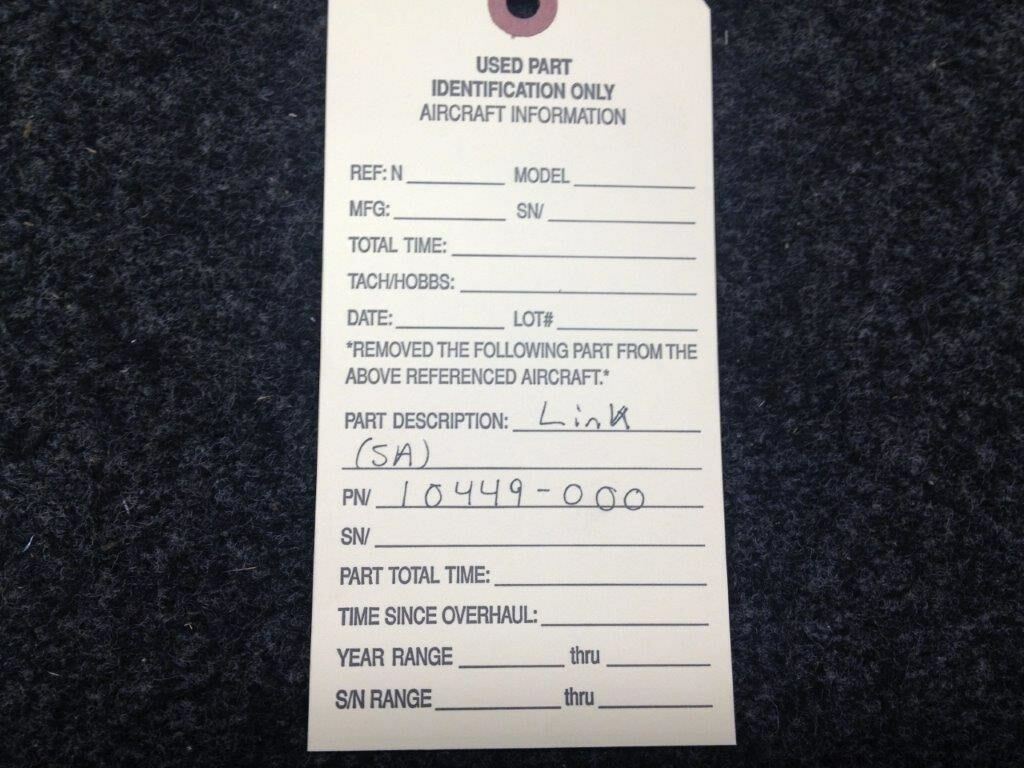 USED PART
IDENTIFICATION ONLY
AIRCRAFT INFORMATION
REF: N MODEL
MFG: SN/
TOTAL TIME:
TACH/HOBBS:
DATE: LOT#
*REMOVED THE FOLLOWING PART FROM THE
ABOVE REFERENCED AIRCRAFT.*
PART DESCRIPTION: Link
(SA)
PN/ 10449-000
SN/
PART TOTAL TIME:
TIME SINCE OVERHAUL:
YEAR RANGE thru
S/N RANGE thru